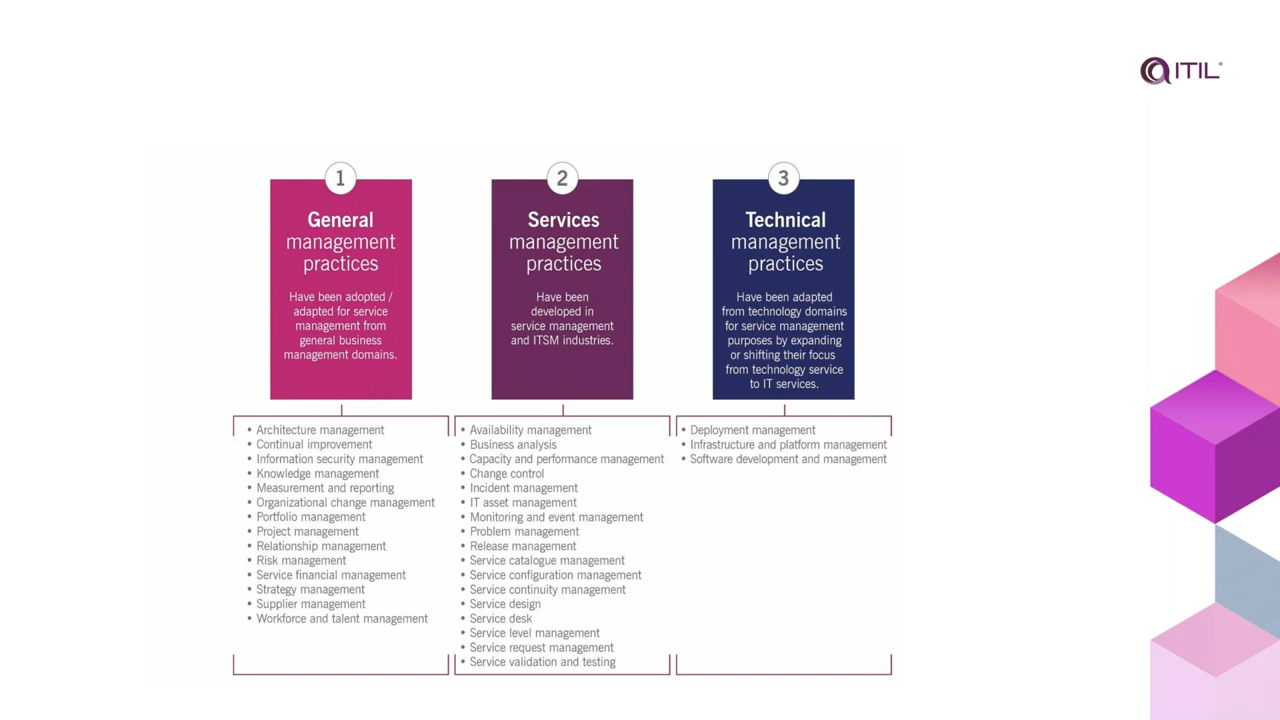 ITIL
1
General
management
practices
Have been adopted /
adapted for service
management from
general business
management domains.
• Architecture management
• Continual improvement
• Information security management
• Knowledge management
• Measurement and reporting
• Organizational change management
• Portfolio management
• Project management
• Relationship management
• Risk management
• Service financial management
• Strategy management
• Supplier management
• Workforce and talent management
2
Services
management
practices
Have been
developed in
service management
and ITSM industries.
• Availability management
• Business analysis
• Capacity and performance management
• Change control
• Incident management
• IT asset management
• Monitoring and event management
• Problem management
• Release management
• Service catalogue management
• Service configuration management
• Service continuity management
• Service design
• Service desk
• Service level management
• Service request management
• Service validation and testing
3
Technical
management
practices
Have been adapted
from technology domains
for service management
purposes by expanding
or shifting their focus
from technology service
to IT services.
• Deployment management
• Infrastructure and platform management
• Software development and management